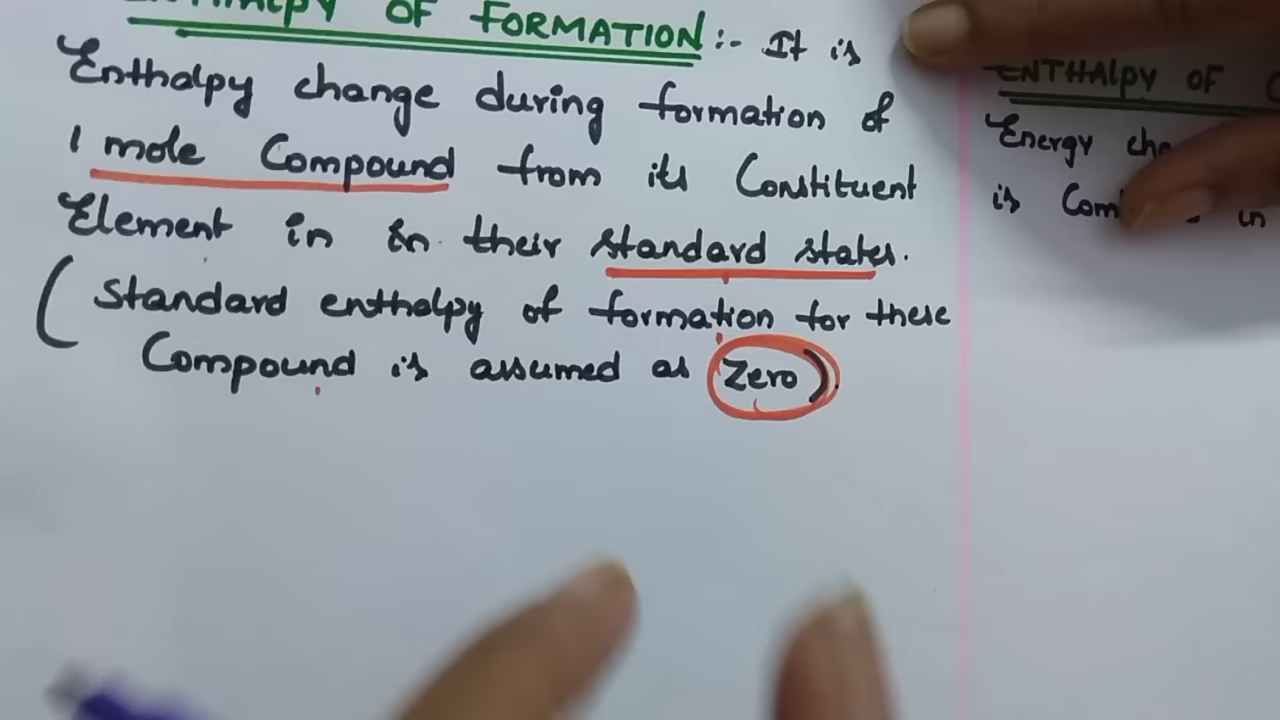 ENTHALPY OF FORMATION :- It is
Enthalpy change during formation of
1 mole Compound from its Constituent
Element in in their standard states.
(Standard enthalpy of formation for these
Compound is assumed as Zero).
ENTHALPY OF
Energy
is in